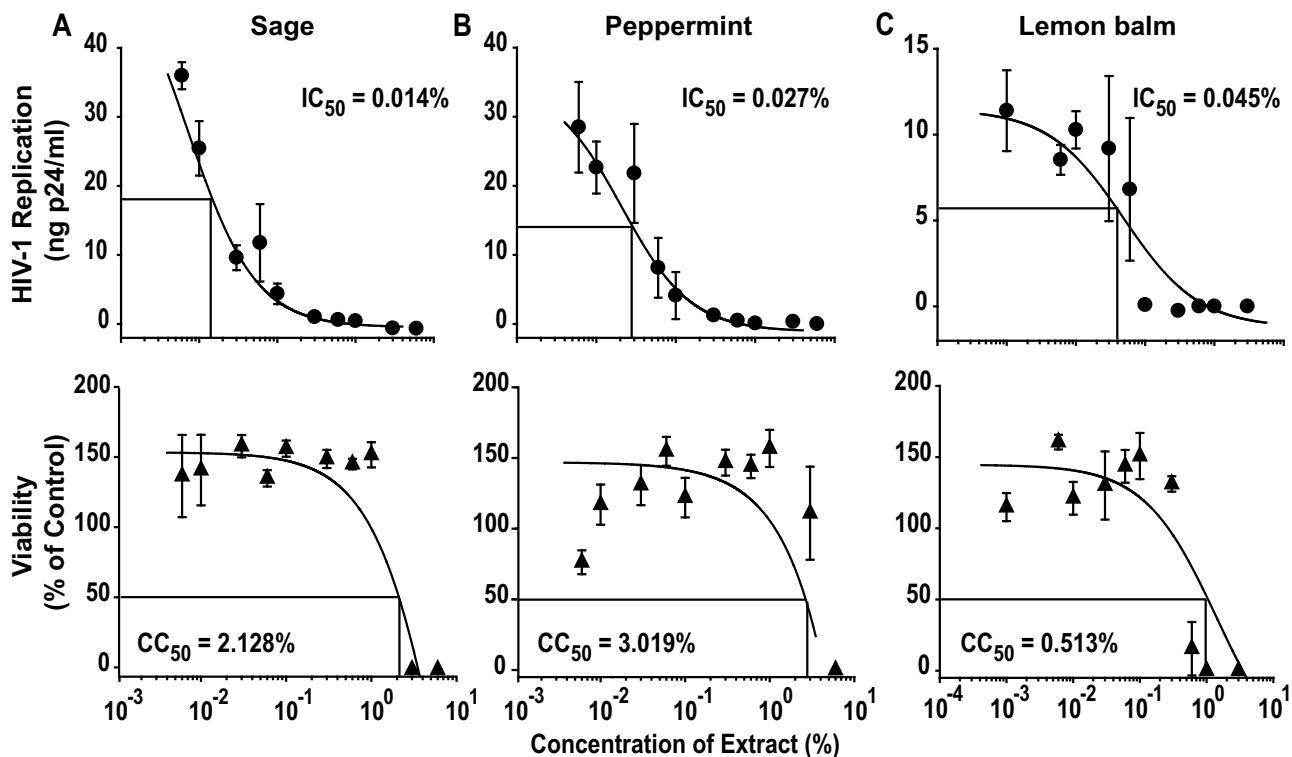 A Sage
B Peppermint
C Lemon balm
HIV-1 Replication
(ng p24/ml)
40
30
20
10
0
IC50 = 0.014%
40
30
20
10
0
IC50 = 0.027%
15
10
5
0
IC50 = 0.045%
Viability
(% of Control)
200
150
100
50
0
CC50 = 2.128%
10-3 10-2 10-1 100 101
200
150
100
50
0
CC50 = 3.019%
10-3 10-2 10-1 100 101
200
150
100
50
0
CC50 = 0.513%
10-4 10-3 10-2 10-1 100 101
Concentration of Extract (%)